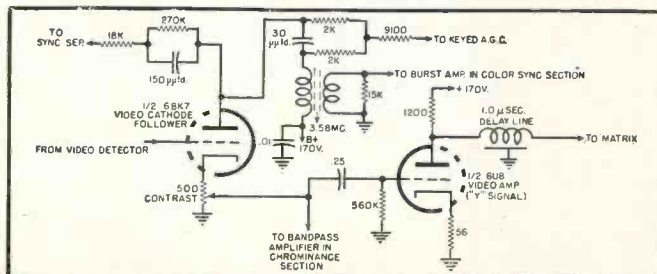 TO
SYNC SEP.
18K
270K
150μμfd.
30
μμfd.
2K
2K
9100
TO KEYED A.G.C.
TO BURST AMP IN COLOR SYNC SECTION
15K
3.58MC.
1/2 6BK7
VIDEO CATHODE
FOLLOWER
FROM VIDEO DETECTOR
.01
B+
170V.
500
CONTRAST
.25
560K
TO BANDPASS
AMPLIFIER IN
CHROMINANCE
SECTION
+170V.
1200
1.0 μSEC.
DELAY LINE
TO MATRIX
1/2 6U8
VIDEO AMP
("Y" SIGNAL)
56